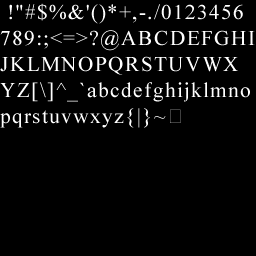 !"#$%&'()*+,-./0123456
789:;<=>?@ABCDEFGHI
JKLMNOPQRSTUVWX
YZ[\]^_`abcdefghijklmno
pqrstuvwxyz{|}~□